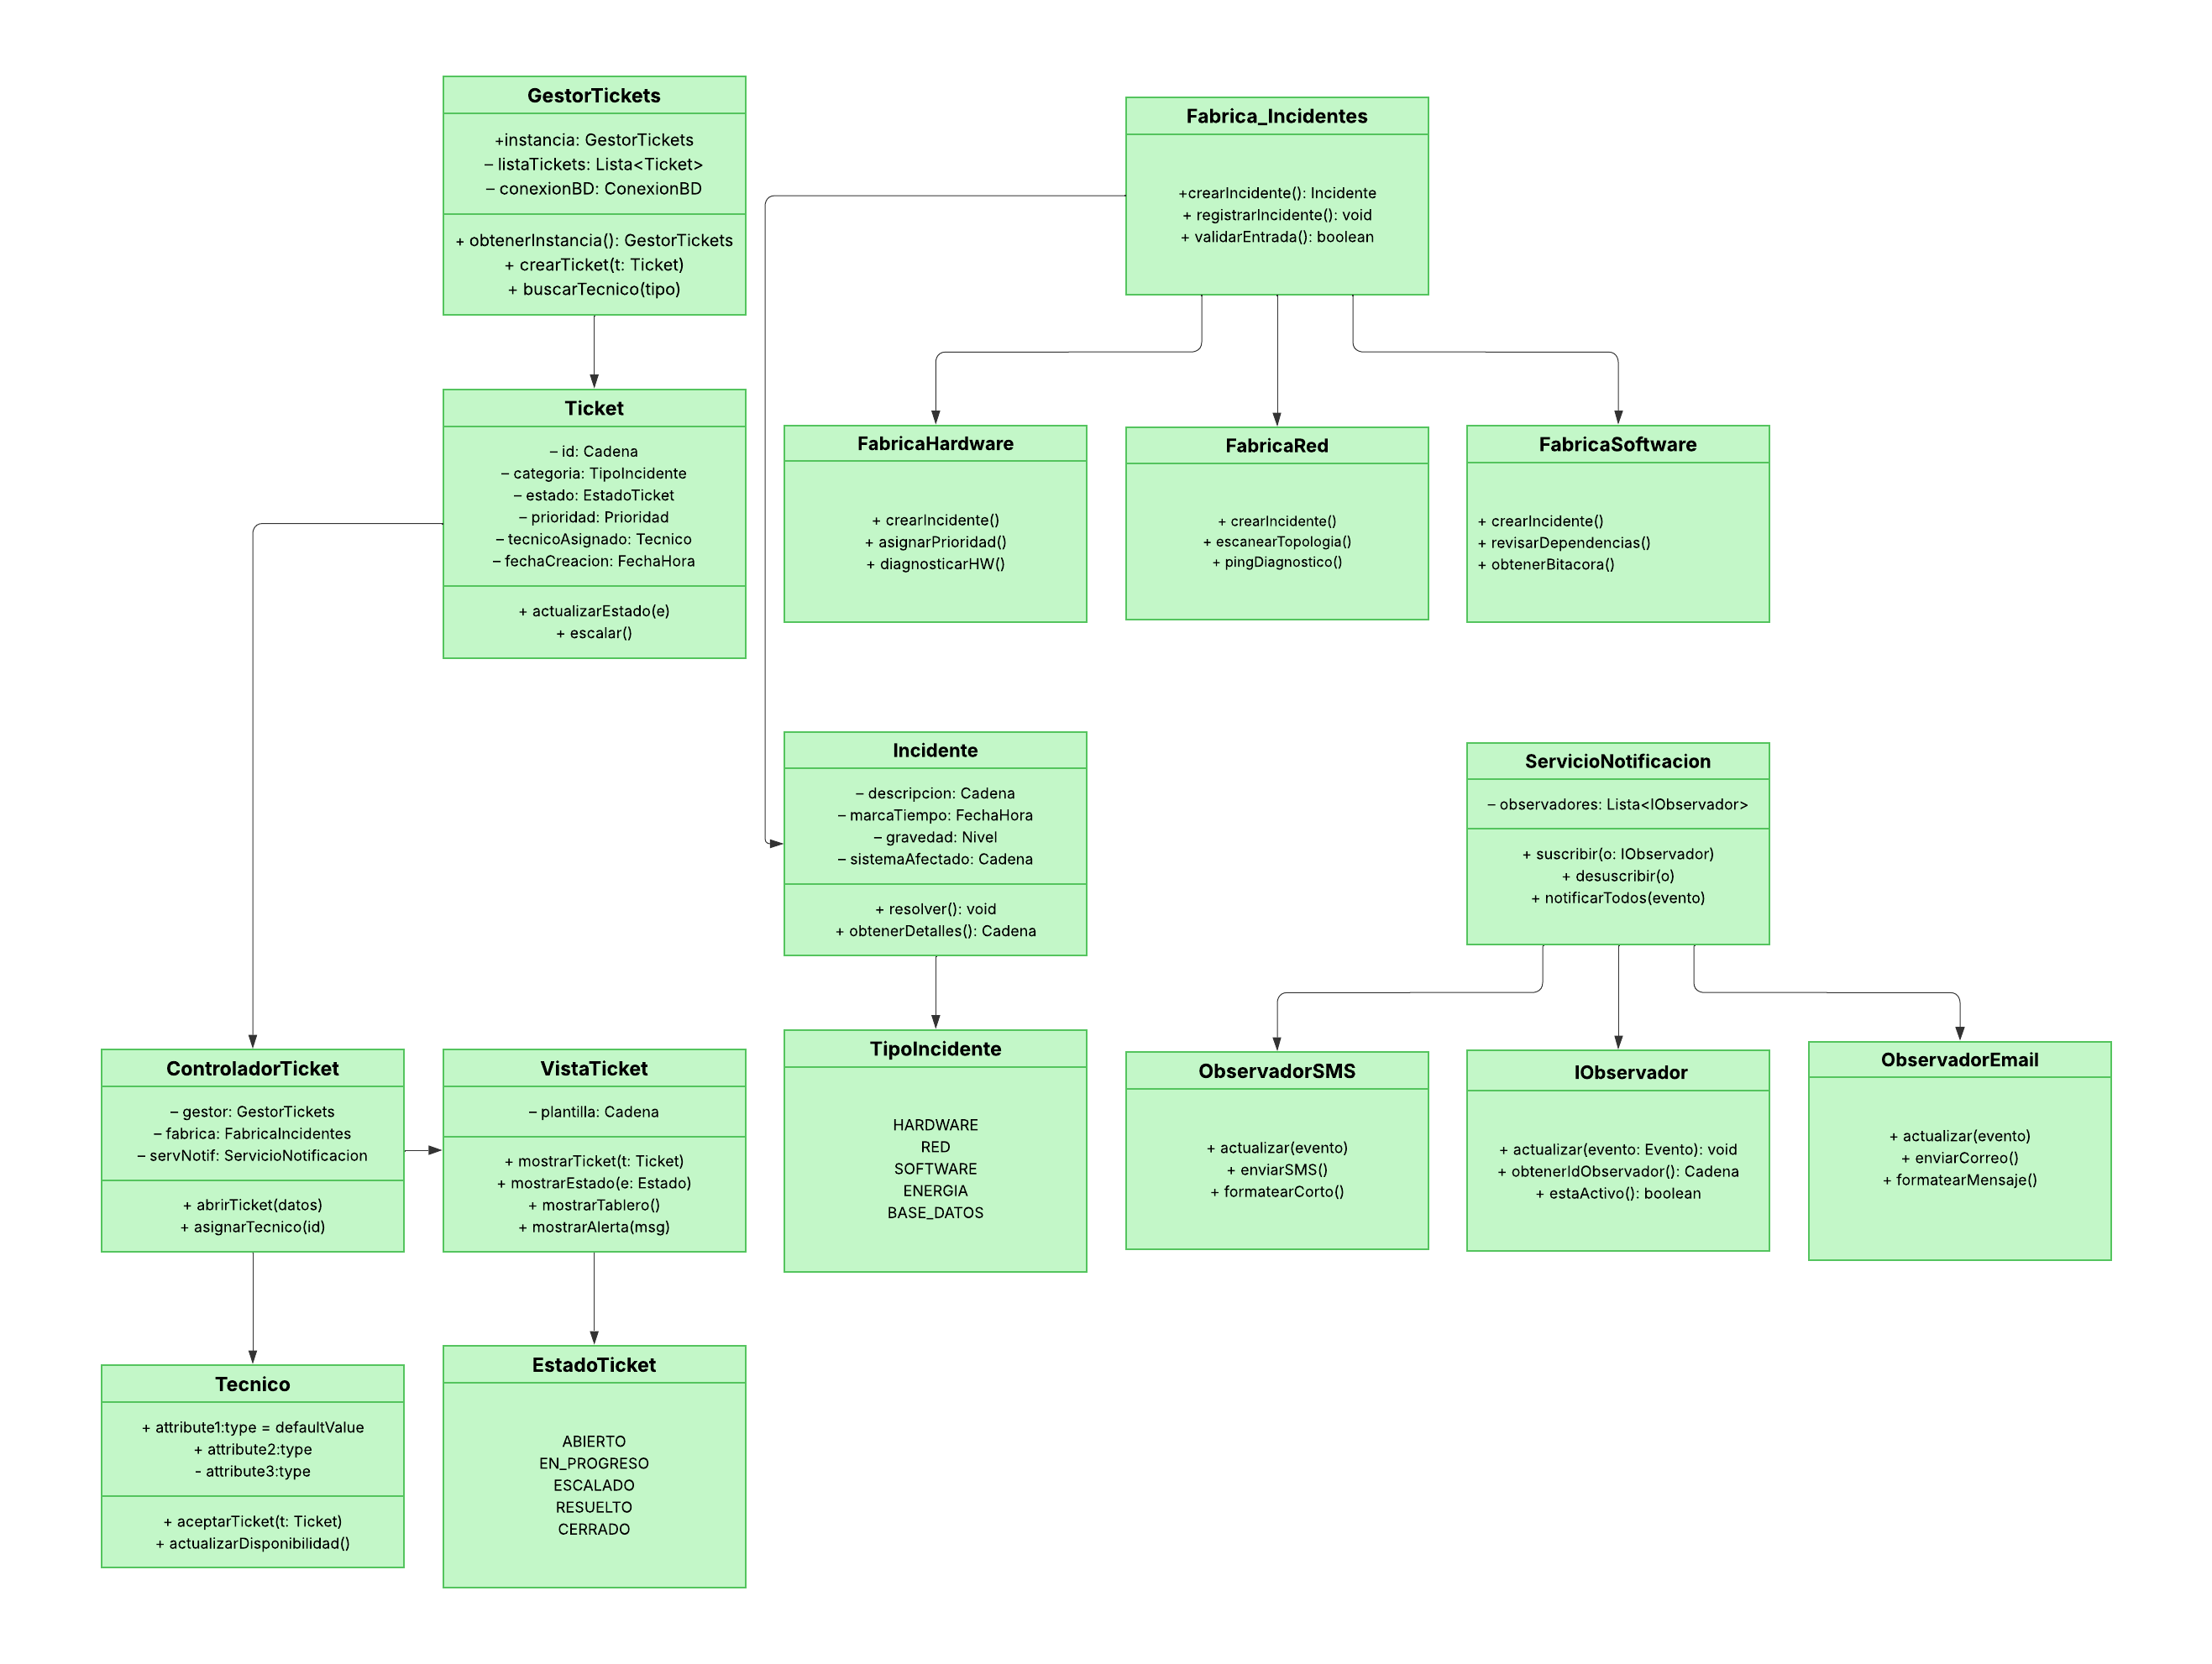 GestorTickets
+instancia: GestorTickets
– listaTickets: Lista<Ticket>
– conexionBD: ConexionBD
+ obtenerInstancia(): GestorTickets
+ crearTicket(t: Ticket)
+ buscarTecnico(tipo)
Fabrica_Incidentes
+crearIncidente(): Incidente
+ registrarIncidente(): void
+ validarEntrada(): boolean
Ticket
– id: Cadena
– categoria: TipoIncidente
– estado: EstadoTicket
– prioridad: Prioridad
– tecnicoAsignado: Tecnico
– fechaCreacion: FechaHora
+ actualizarEstado(e)
+ escalar()
FabricaHardware
+ crearIncidente()
+ asignarPrioridad()
+ diagnosticarHW()
FabricaRed
+ crearIncidente()
+ escanearTopologia()
+ pingDiagnostico()
FabricaSoftware
+ crearIncidente()
+ revisarDependencias()
+ obtenerBitacora()
Incidente
– descripcion: Cadena
– marcaTiempo: FechaHora
– gravedad: Nivel
– sistemaAfectado: Cadena
+ resolver(): void
+ obtenerDetalles(): Cadena
ServicioNotificacion
– observadores: Lista<IObservador>
+ suscribir(o: IObservador)
+ desuscribir(o)
+ notificarTodos(evento)
ControladorTicket
– gestor: GestorTickets
– fabrica: FabricaIncidentes
– servNotif: ServicioNotificacion
+ abrirTicket(datos)
+ asignarTecnico(id)
VistaTicket
– plantilla: Cadena
+ mostrarTicket(t: Ticket)
+ mostrarEstado(e: Estado)
+ mostrarTablero()
+ mostrarAlerta(msg)
TipoIncidente
HARDWARE
RED
SOFTWARE
ENERGIA
BASE_DATOS
ObservadorSMS
+ actualizar(evento)
+ enviarSMS()
+ formatearCorto()
IObservador
+ actualizar(evento: Evento): void
+ obtenerIdObservador(): Cadena
+ estaActivo(): boolean
ObservadorEmail
+ actualizar(evento)
+ enviarCorreo()
+ formatearMensaje()
Tecnico
+ attribute1:type = defaultValue
+ attribute2:type
- attribute3:type
+ aceptarTicket(t: Ticket)
+ actualizarDisponibilidad()
EstadoTicket
ABIERTO
EN_PROGRESO
ESCALADO
RESUELTO
CERRADO